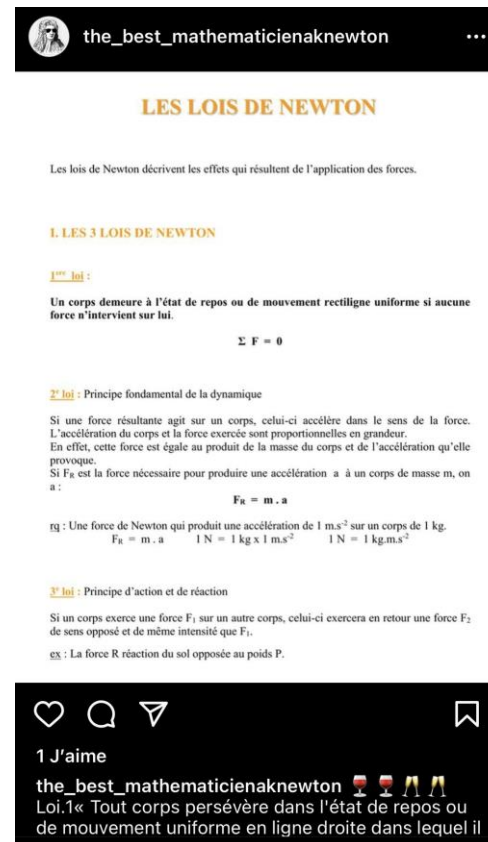 the_best_mathematicienaknewton
LES LOIS DE NEWTON
Les lois de Newton décrivent les effets qui résultent de l'application des forces.
I. LES 3 LOIS DE NEWTON
1ère loi :
Un corps demeure à l'état de repos ou de mouvement rectiligne uniforme si aucune
force n'intervient sur lui.
Σ F = 0
2e loi : Principe fondamental de la dynamique
Si une force résultante agit sur un corps, celui-ci accélère dans le sens de la force.
L'accélération du corps et la force exercée sont proportionnelles en grandeur.
En effet, cette force est égale au produit de la masse du corps et de l'accélération qu'elle
provoque.
Si FR est la force nécessaire pour produire une accélération a à un corps de masse m, on
a :
FR = m . a
rq : Une force de Newton qui produit une accélération de 1 m.s⁻² sur un corps de 1 kg.
FR = m . a 1 N = 1 kg x 1 m.s⁻² 1 N = 1 kg.m.s⁻²
3e loi : Principe d'action et de réaction
Si un corps exerce une force F₁ sur un autre corps, celui-ci exercera en retour une force F₂
de sens opposé et de même intensité que F₁.
ex : La force R réaction du sol opposée au poids P.
1 J'aime
the_best_mathematicienaknewton 🍷🍷🥂🥂
Loi.1« Tout corps persévère dans l'état de repos ou
de mouvement uniforme en ligne droite dans lequel il